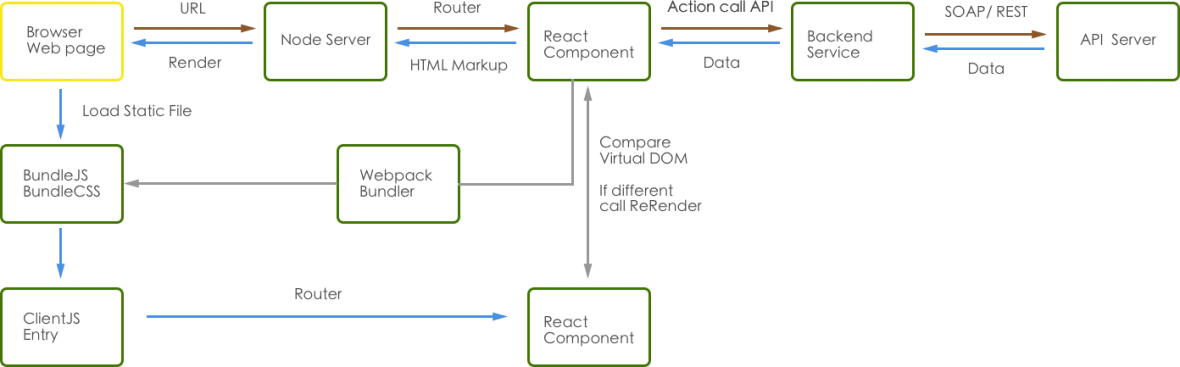 URL
Router
Action call API
SOAP/ REST
Browser
Web page
Node Server
React
Component
Backend
Service
API Server
Render
HTML Markup
Data
Data
Load Static File
Compare
Virtual DOM
If different
call ReRender
BundleJS
BundleCSS
Webpack
Bundler
Router
ClientJS
Entry
React
Component